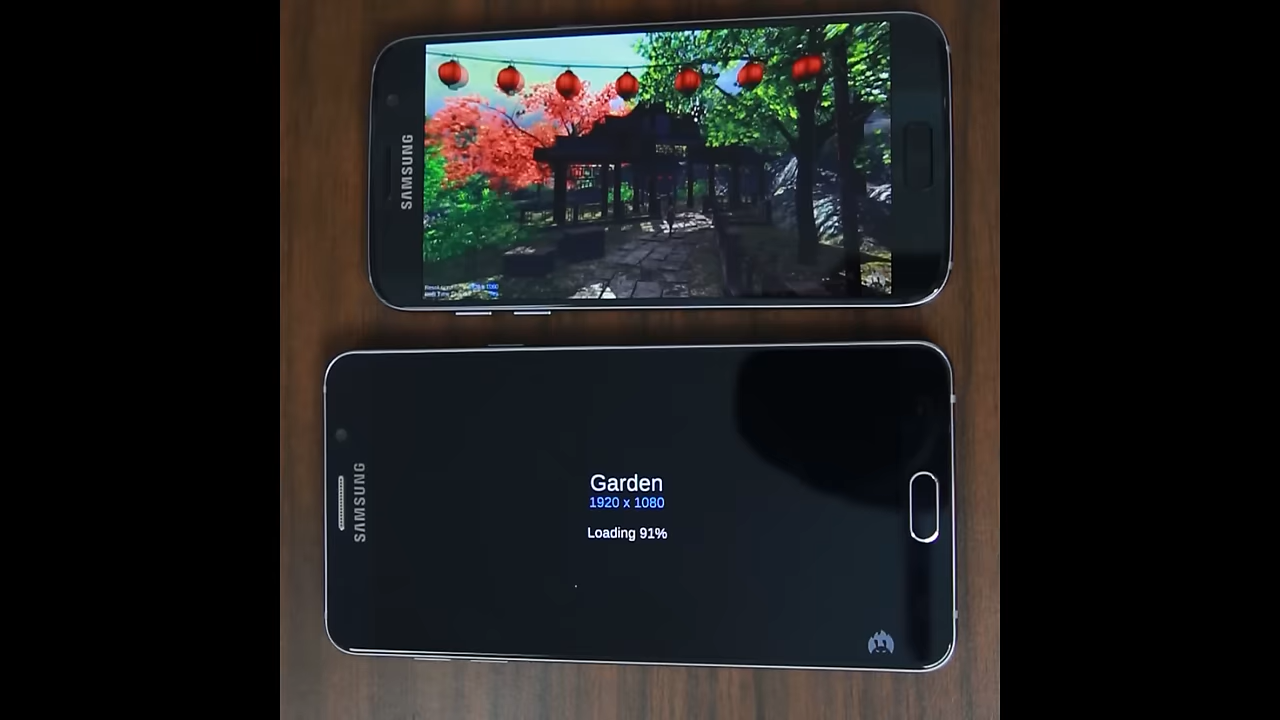 SAMSUNG
SAMSUNG
Garden
1920 x 1080
Loading 91%